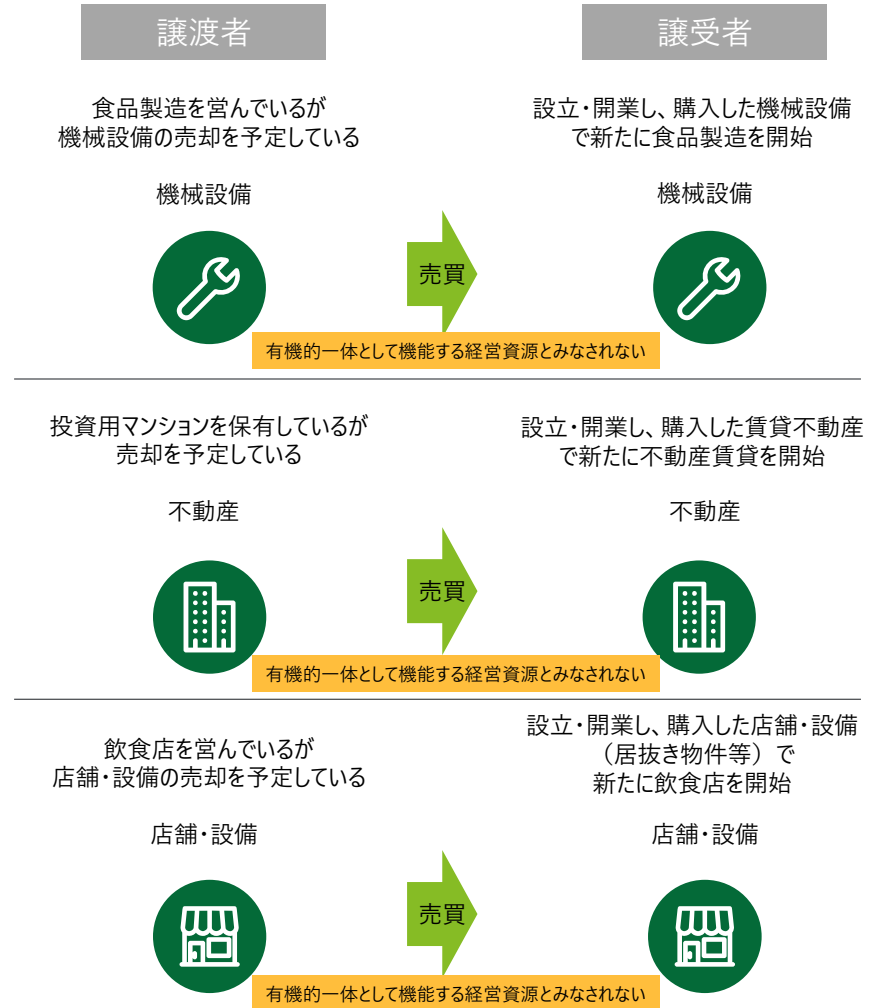 譲渡者
譲受者
食品製造を営んでいるが
機械設備の売却を予定している
設立・開業し、購入した機械設備
で新たに食品製造を開始
機械設備
機械設備
売買
有機的一体として機能する経営資源とみなされない
投資用マンションを保有しているが
売却を予定している
設立・開業し、購入した賃貸不動産
で新たに不動産賃貸を開始
不動産
不動産
売買
有機的一体として機能する経営資源とみなされない
飲食店を営んでいるが
店舗・設備の売却を予定している
設立・開業し、購入した店舗・設備
（居抜き物件等）で
新たに飲食店を開始
店舗・設備
店舗・設備
売買
有機的一体として機能する経営資源とみなされない